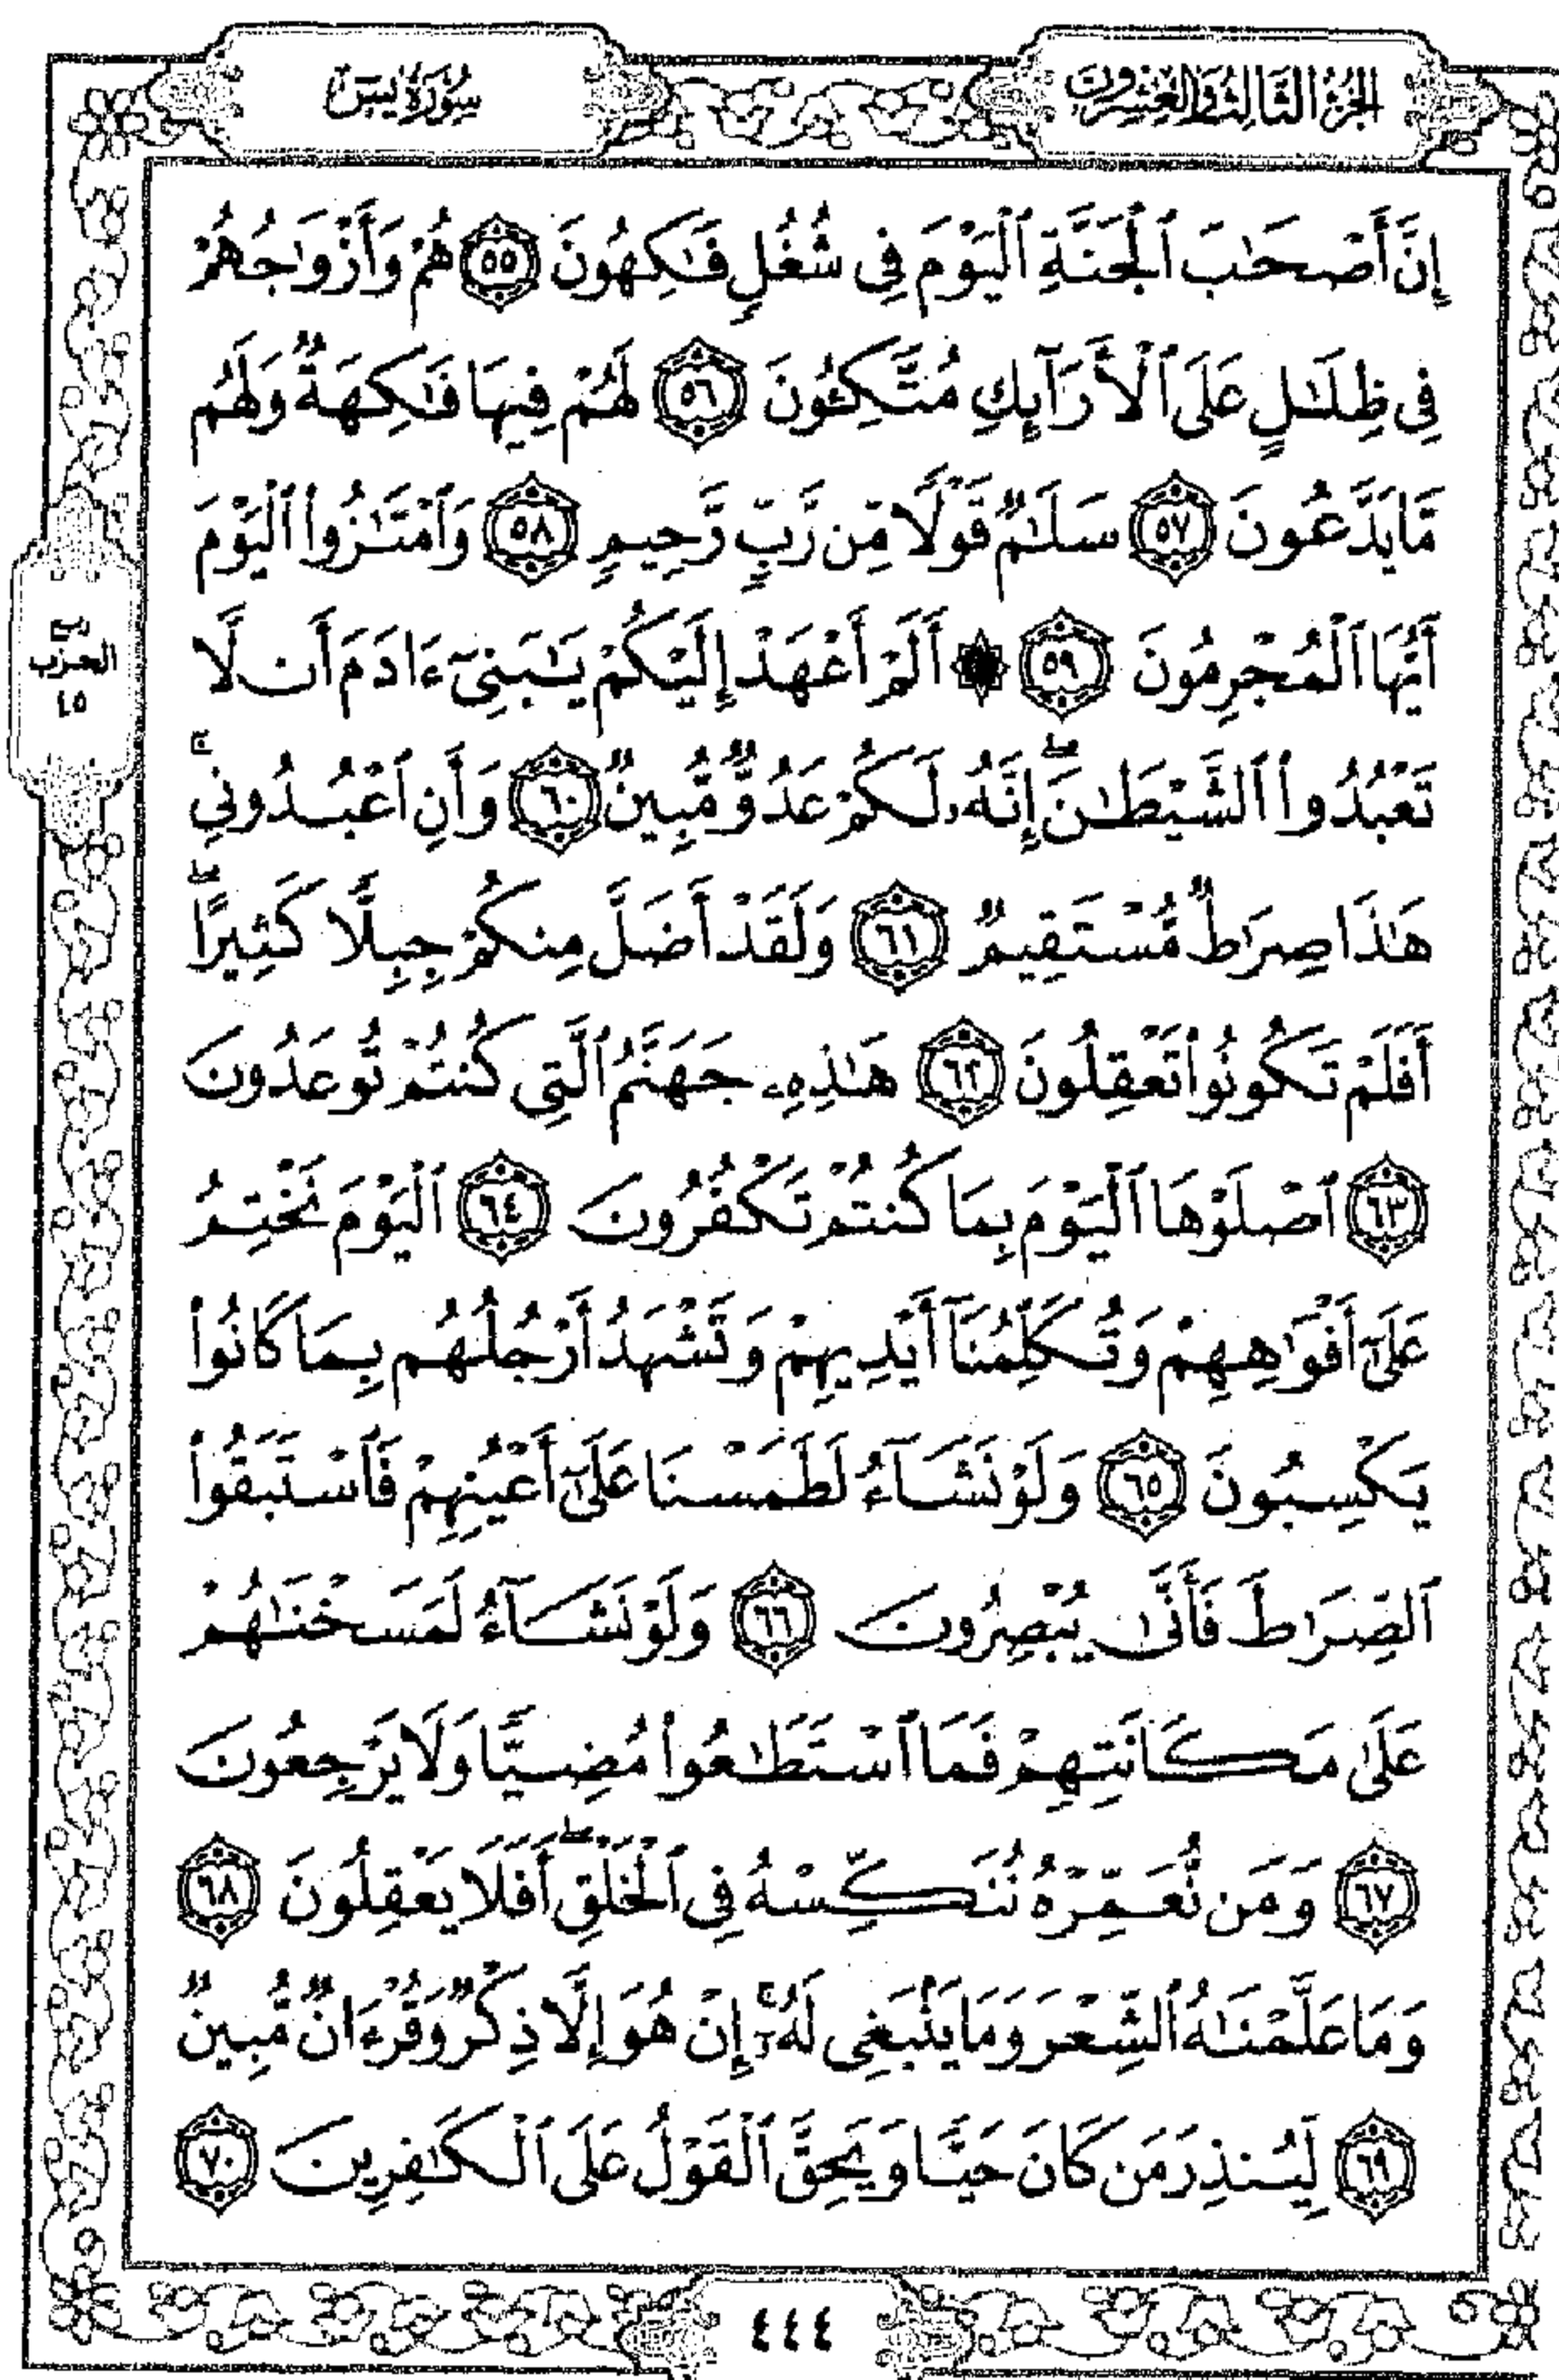 الجزء الثالث والعشرون
سورة يس
إِنَّ أَصْحَٰبَ ٱلْجَنَّةِ ٱلْيَوْمَ فِى شُغُلٍ فَٰكِهُونَ ٥٥ هُمْ وَأَزْوَٰجُهُمْ
فِى ظِلَٰلٍ عَلَى ٱلْأَرَآئِكِ مُتَّكِـُٔونَ ٥٦ لَهُمْ فِيهَا فَٰكِهَةٌ وَلَهُم
مَّا يَدَّعُونَ ٥٧ سَلَٰمٌ قَوْلًا مِّن رَّبٍّ رَّحِيمٍ ٥٨ وَٱمْتَٰزُوا۟ ٱلْيَوْمَ
أَيُّهَا ٱلْمُجْرِمُونَ ٥٩ ۞ أَلَمْ أَعْهَدْ إِلَيْكُمْ يَٰبَنِىٓ ءَادَمَ أَن لَّا
تَعْبُدُوا۟ ٱلشَّيْطَٰنَ ۖ إِنَّهُۥ لَكُمْ عَدُوٌّ مُّبِينٌ ٦٠ وَأَنِ ٱعْبُدُونِى ۚ
هَٰذَا صِرَٰطٌ مُّسْتَقِيمٌ ٦١ وَلَقَدْ أَضَلَّ مِنكُمْ جِبِلًّا كَثِيرًا ۖ
أَفَلَمْ تَكُونُوا۟ تَعْقِلُونَ ٦٢ هَٰذِهِۦ جَهَنَّمُ ٱلَّتِى كُنتُمْ تُوعَدُونَ
٦٣ ٱصْلَوْهَا ٱلْيَوْمَ بِمَا كُنتُمْ تَكْفُرُونَ ٦٤ ٱلْيَوْمَ نَخْتِمُ
عَلَىٰٓ أَفْوَٰهِهِمْ وَتُكَلِّمُنَآ أَيْدِيهِمْ وَتَشْهَدُ أَرْجُلُهُم بِمَا كَانُوا۟
يَكْسِبُونَ ٦٥ وَلَوْ نَشَآءُ لَطَمَسْنَا عَلَىٰٓ أَعْيُنِهِمْ فَٱسْتَبَقُوا۟
ٱلصِّرَٰطَ فَأَنَّىٰ يُبْصِرُونَ ٦٦ وَلَوْ نَشَآءُ لَمَسَخْنَٰهُمْ
عَلَىٰ مَكَانَتِهِمْ فَمَا ٱسْتَطَٰعُوا۟ مُضِيًّا وَلَا يَرْجِعُونَ
٦٧ وَمَن نُّعَمِّرْهُ نُنَكِّسْهُ فِى ٱلْخَلْقِ ۖ أَفَلَا يَعْقِلُونَ ٦٨
وَمَا عَلَّمْنَٰهُ ٱلشِّعْرَ وَمَا يَنۢبَغِى لَهُۥٓ ۚ إِنْ هُوَ إِلَّا ذِكْرٌ وَقُرْءَانٌ مُّبِينٌ
٦٩ لِّيُنذِرَ مَن كَانَ حَيًّا وَيَحِقَّ ٱلْقَوْلُ عَلَى ٱلْكَٰفِرِينَ ٧٠
ربع
الحزب
٤٥
٤٤٤